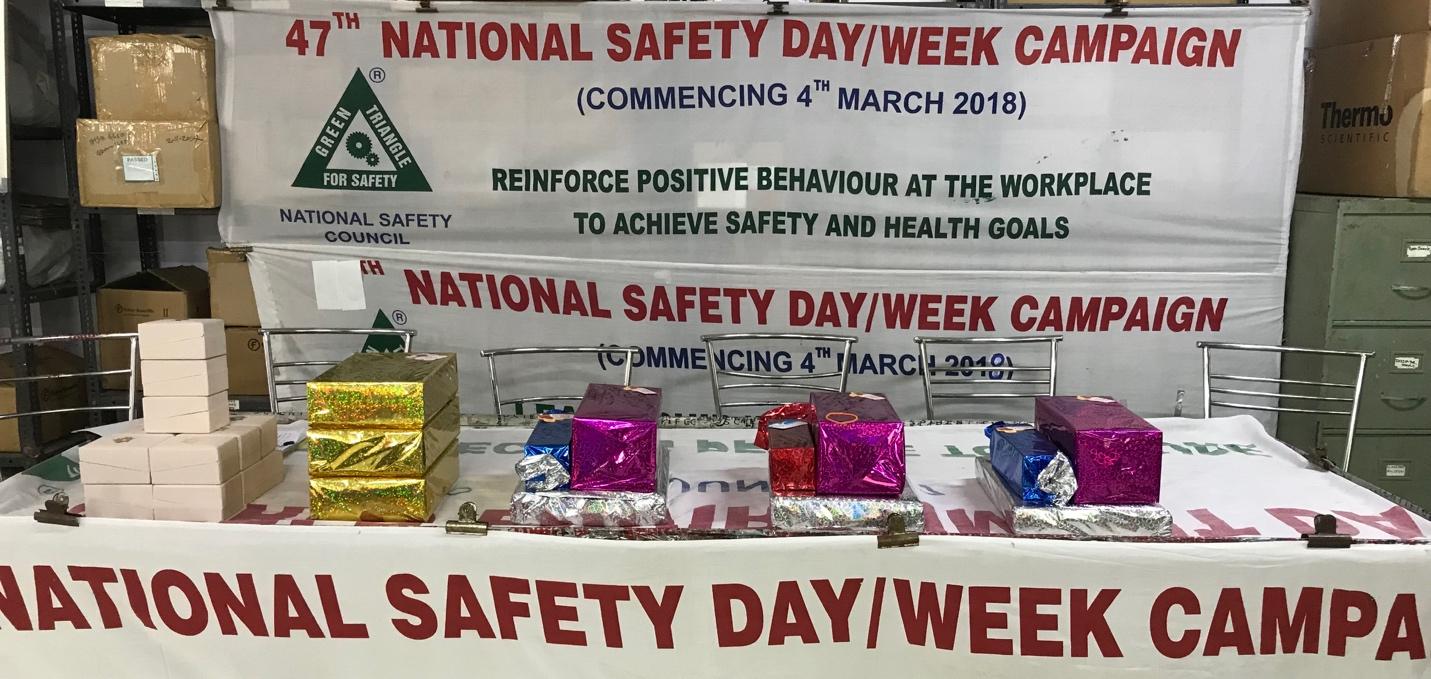 47TH NATIONAL SAFETY DAY/WEEK CAMPAIGN
(COMMENCING 4TH MARCH 2018)
®
GREEN TRIANGLE
FOR SAFETY
NATIONAL SAFETY
COUNCIL
REINFORCE POSITIVE BEHAVIOUR AT THE WORKPLACE
TO ACHIEVE SAFETY AND HEALTH GOALS
TH NATIONAL SAFETY DAY/WEEK CAMPAIGN
®
(COMMENCING 4TH MARCH 2018)
PASSED
Thermo
SCIENTIFIC
NATIONAL SAFETY DAY/WEEK CAMPA